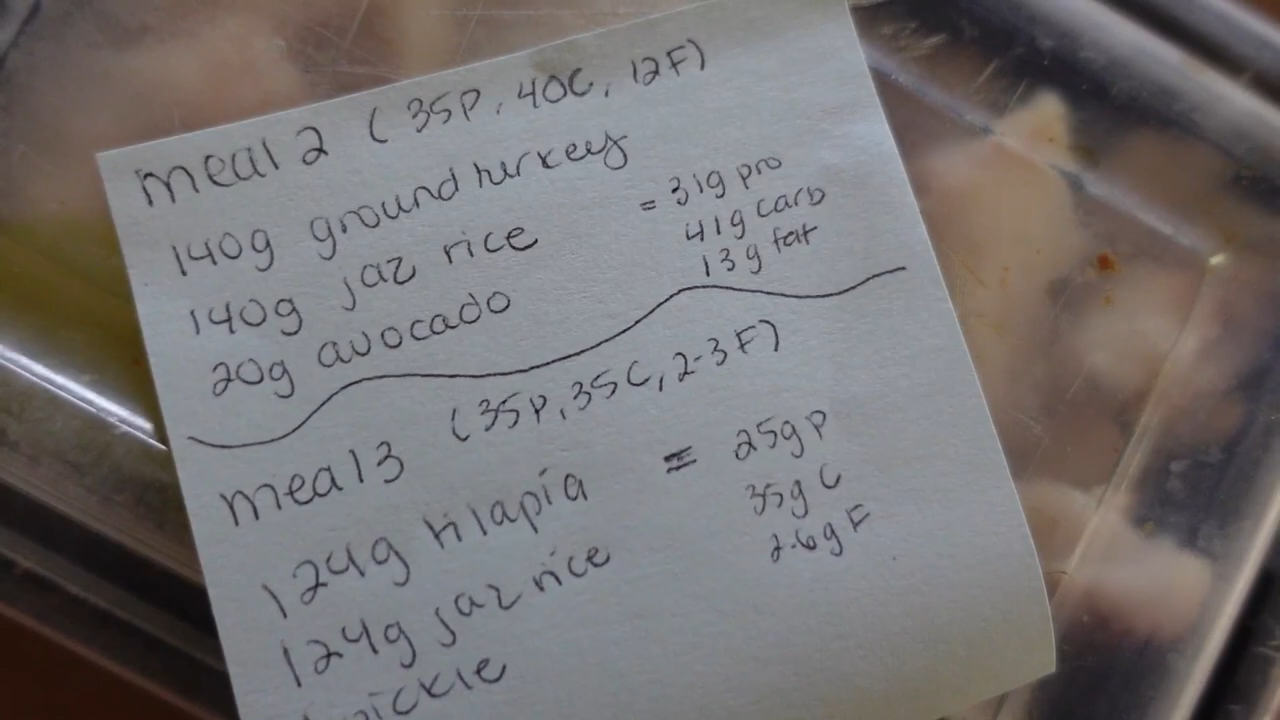 meal 2 (35P, 40C, 12F)
140g ground turkey
140g jaz rice
20g avocado
= 31g pro
41g carb
13g fat
meal 3 (35P, 35C, 2-3F)
124g tilapia
124g jaz rice
pickle
= 25g P
35g C
2.6g F